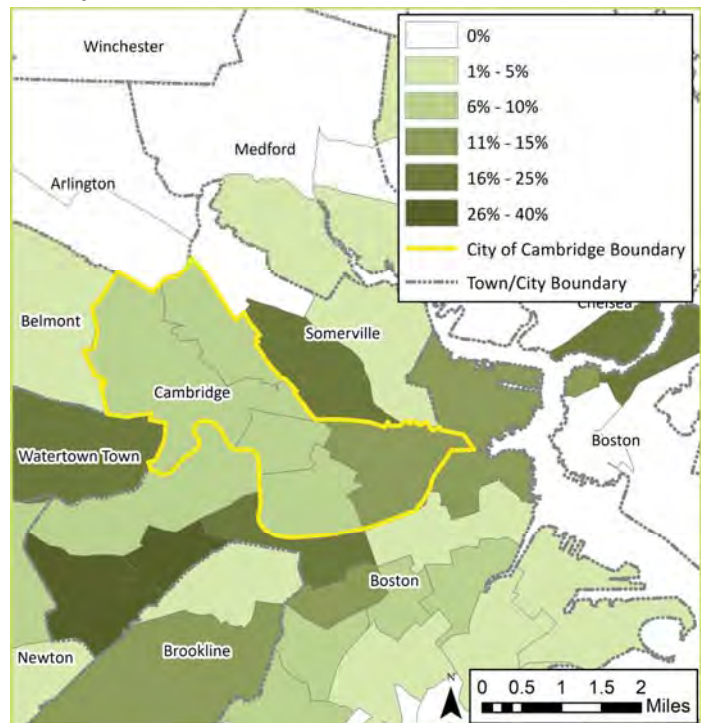 Winchester
Medford
Arlington
0%
1% - 5%
6% - 10%
11% - 15%
16% - 25%
26% - 40%
City of Cambridge Boundary
Town/City Boundary
Chelsea
Belmont
Somerville
Cambridge
Boston
Watertown Town
Boston
Brookline
Newton
N
0 0.5 1 1.5 2
Miles